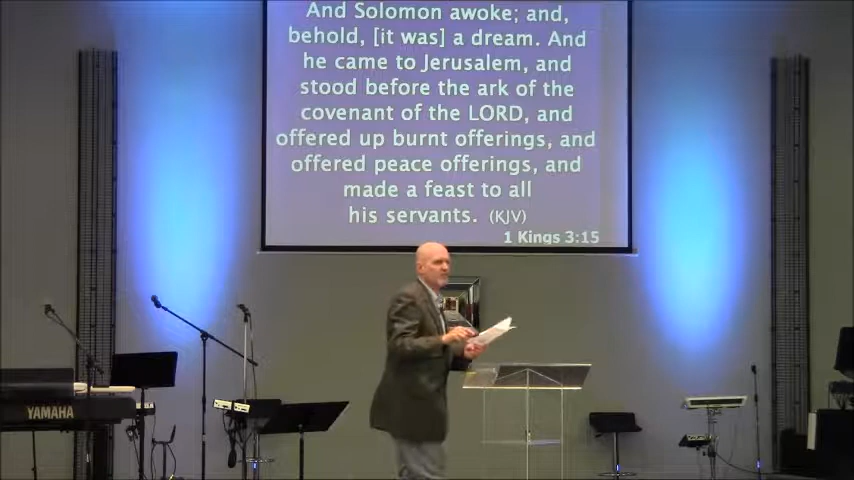 And Solomon awoke; and,
behold, [it was] a dream. And
he came to Jerusalem, and
stood before the ark of the
covenant of the LORD, and
offered up burnt offerings, and
offered peace offerings, and
made a feast to all
his servants. (KJV)
1 Kings 3:15
YAMAHA